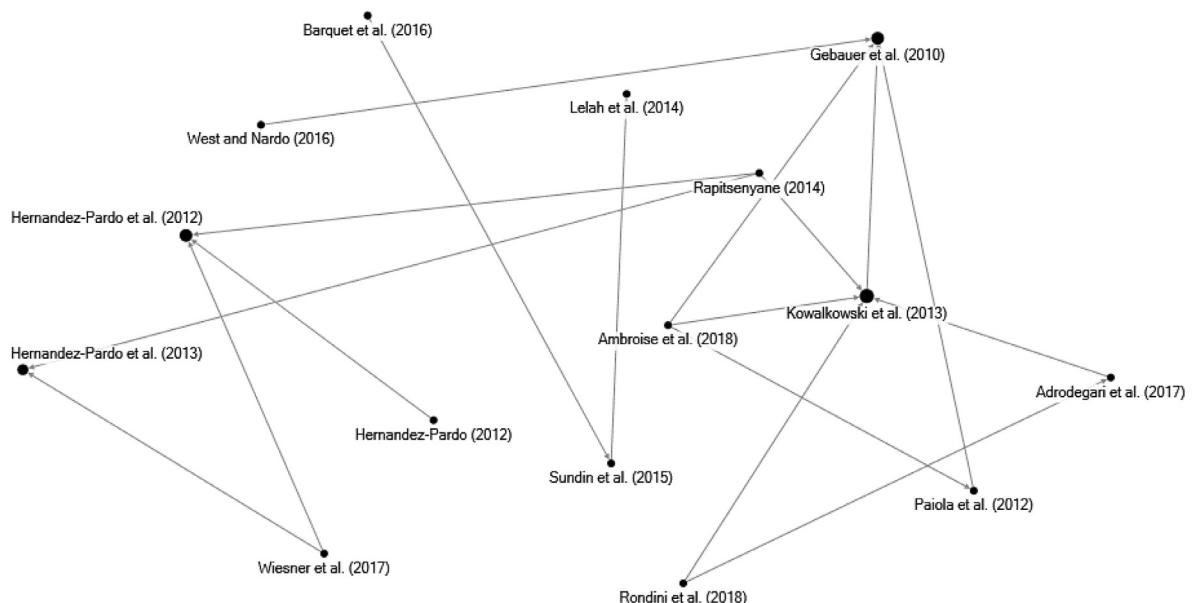 Barquet et al. (2016)
Gebauer et al. (2010)
Lelah et al. (2014)
West and Nardo (2016)
Rapitsenyane (2014)
Hernandez-Pardo et al. (2012)
Kowalkowski et al. (2013)
Ambroise et al. (2018)
Hernandez-Pardo et al. (2013)
Adrodegari et al. (2017)
Hernandez-Pardo (2012)
Sundin et al. (2015)
Paiola et al. (2012)
Wiesner et al. (2017)
Rondini et al. (2018)